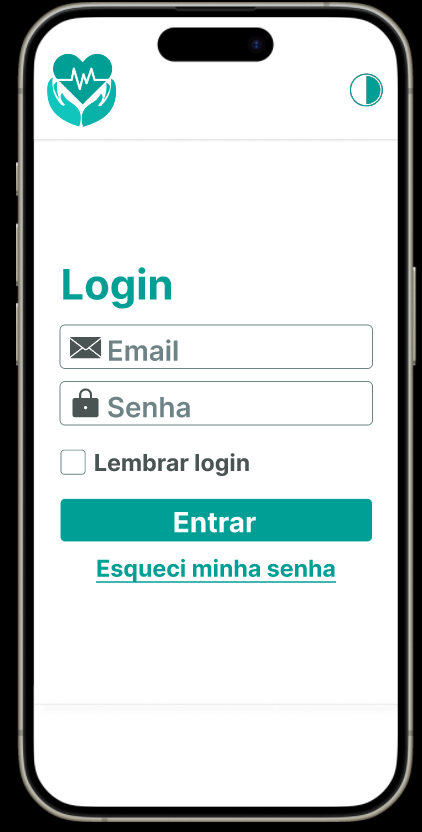 Login
Email
Senha
Lembrar login
Entrar
Esqueci minha senha